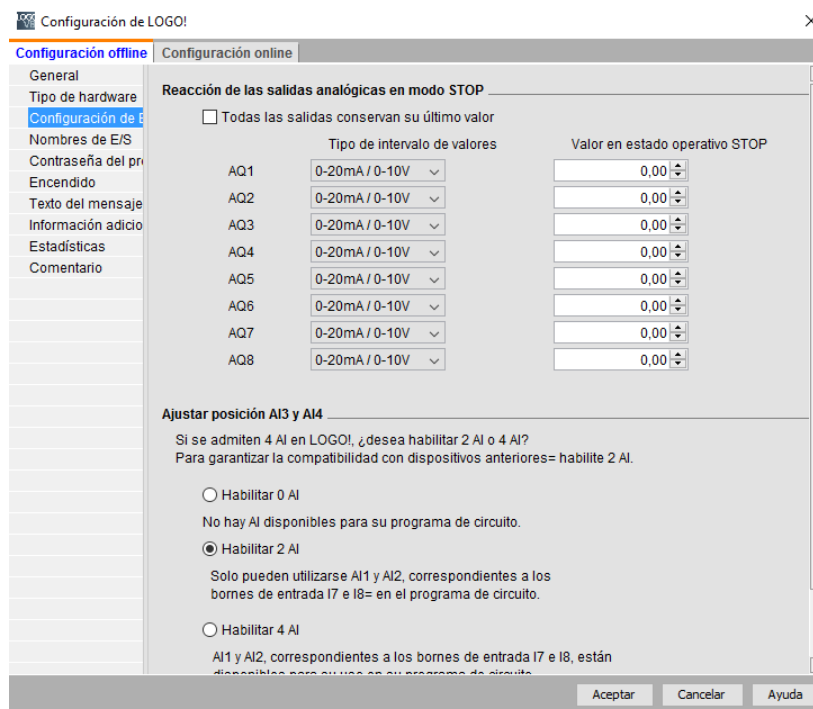 Configuración de LOGO!
Configuración offline
Configuración online
General
Tipo de hardware
Configuración de E
Nombres de E/S
Contraseña del pr
Encendido
Texto del mensaje
Información adicio
Estadísticas
Comentario
Reacción de las salidas analógicas en modo STOP
Todas las salidas conservan su último valor
Tipo de intervalo de valores Valor en estado operativo STOP
AQ1 0-20mA / 0-10V 0,00
AQ2 0-20mA / 0-10V 0,00
AQ3 0-20mA / 0-10V 0,00
AQ4 0-20mA / 0-10V 0,00
AQ5 0-20mA / 0-10V 0,00
AQ6 0-20mA / 0-10V 0,00
AQ7 0-20mA / 0-10V 0,00
AQ8 0-20mA / 0-10V 0,00
Ajustar posición AI3 y AI4
Si se admiten 4 AI en LOGO!, ¿desea habilitar 2 AI o 4 AI?
Para garantizar la compatibilidad con dispositivos anteriores= habilite 2 AI.
Habilitar 0 AI
No hay AI disponibles para su programa de circuito.
Habilitar 2 AI
Solo pueden utilizarse AI1 y AI2, correspondientes a los
bornes de entrada I7 e I8= en el programa de circuito.
Habilitar 4 AI
AI1 y AI2, correspondientes a los bornes de entrada I7 e I8, están
disponibles para su uso en su programa de circuito
Aceptar Cancelar Ayuda